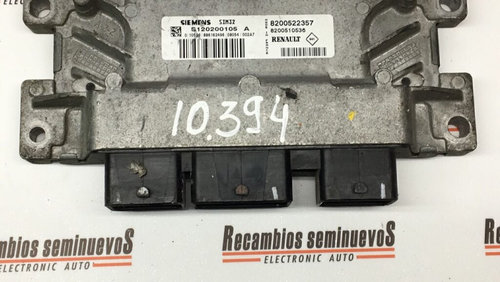 SIEMENS SIM32
S120200105 A
8200522357
8200510536
RENAULT
10.394
Recambios seminuevoS
ELECTRONIC AUTO
Recambios seminuevoS
ELECTRONIC AUTO